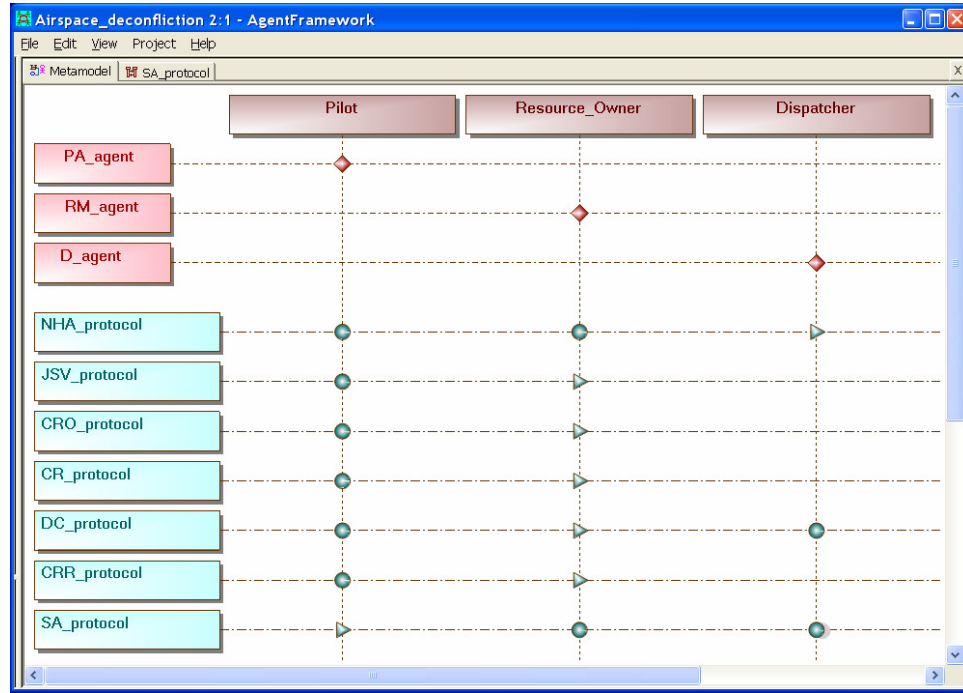 Airspace_deconfliction 2:1 - AgentFramework
File Edit View Project Help
Metamodel SA_protocol X
Pilot Resource_Owner Dispatcher
PA_agent
RM_agent
D_agent
NHA_protocol
JSV_protocol
CRO_protocol
CR_protocol
DC_protocol
CRR_protocol
SA_protocol